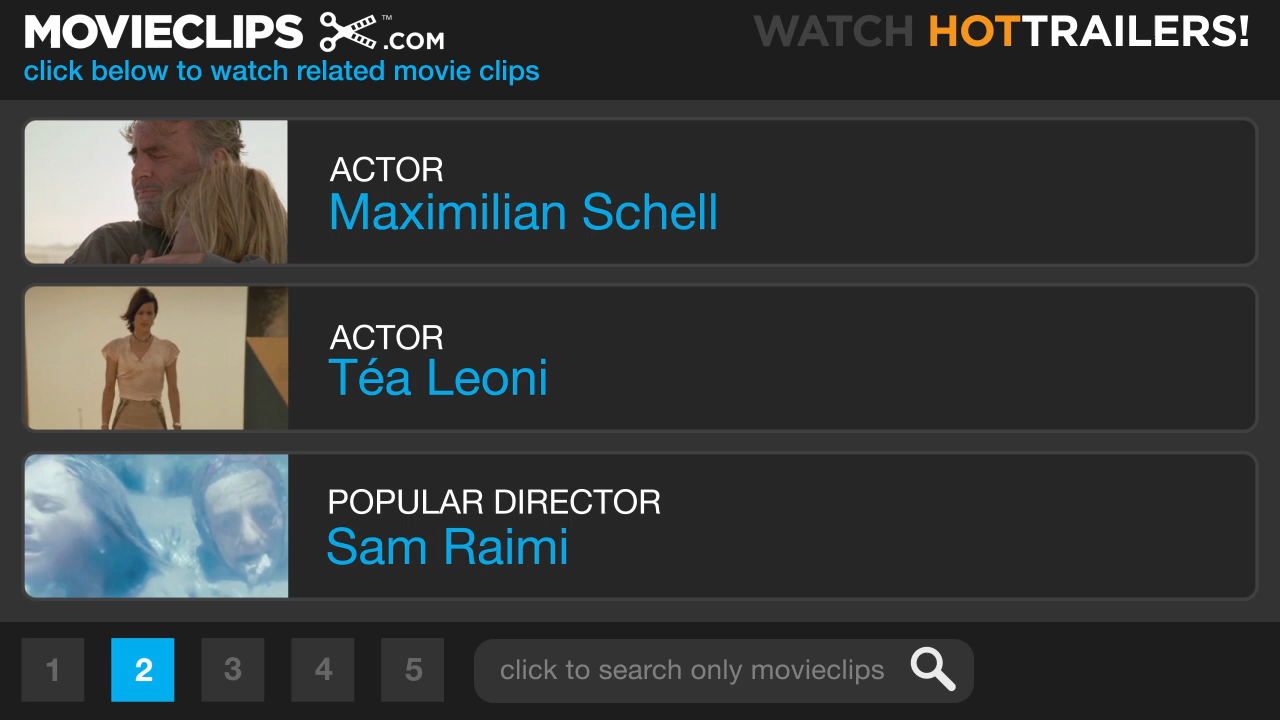 MOVIECLIPS ™ .COM
WATCH HOTTRAILERS!
click below to watch related movie clips
ACTOR
Maximilian Schell
ACTOR
Téa Leoni
POPULAR DIRECTOR
Sam Raimi
1 2 3 4 5
click to search only movieclips